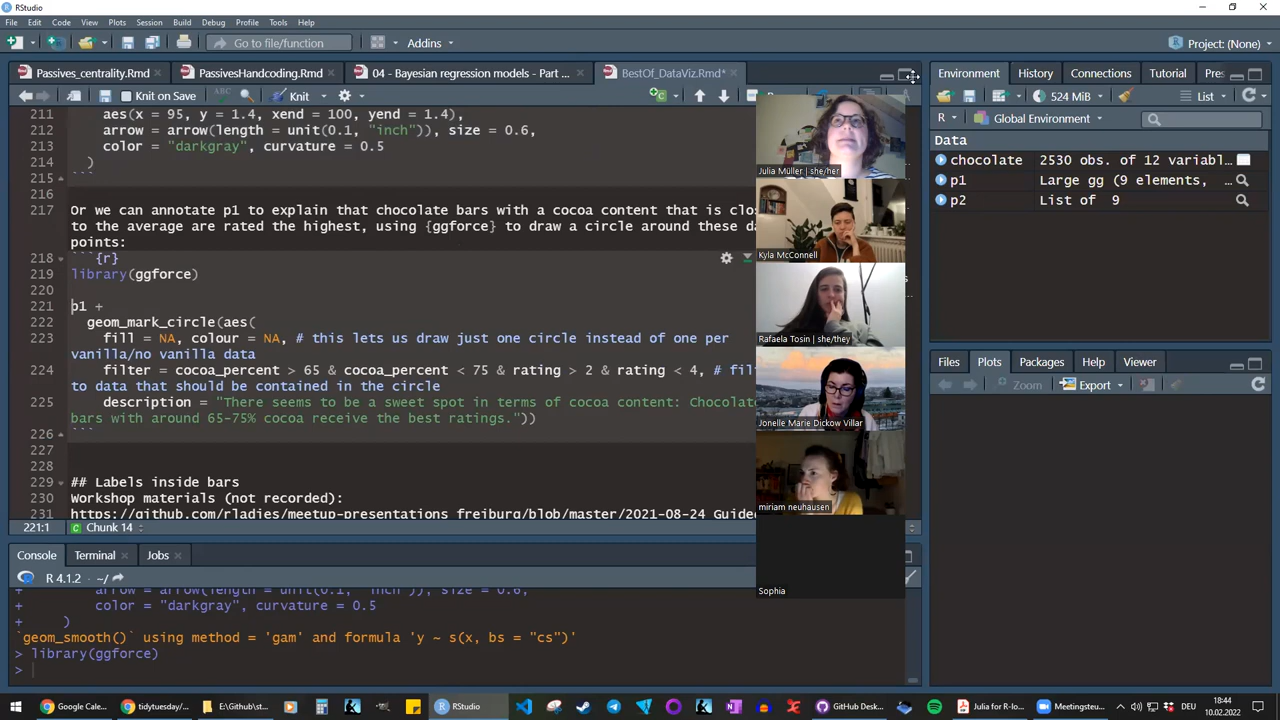 RStudio
File Edit Code View Plots Session Build Debug Profile Tools Help
Go to file/function Addins Project: (None)
Passives_centrality.Rmd PassivesHandcoding.Rmd 04 - Bayesian regression models - Part ... BestOf_DataViz.Rmd*
Knit on Save Knit
211 aes(x = 95, y = 1.4, xend = 100, yend = 1.4),
212 arrow = arrow(length = unit(0.1, "inch")), size = 0.6,
213 color = "darkgray", curvature = 0.5
214 )
215 ```
216
217 Or we can annotate p1 to explain that chocolate bars with a cocoa content that is clos
to the average are rated the highest, using {ggforce} to draw a circle around these da
points:
218 ```{r}
219 library(ggforce)
220
221 p1 +
222 geom_mark_circle(aes(
223 fill = NA, colour = NA, # this lets us draw just one circle instead of one per
vanilla/no vanilla data
224 filter = cocoa_percent > 65 & cocoa_percent < 75 & rating > 2 & rating < 4, # fil
to data that should be contained in the circle
225 description = "There seems to be a sweet spot in terms of cocoa content: Chocolat
bars with around 65-75% cocoa receive the best ratings."))
226 ```
227
228
229 ## Labels inside bars
230 Workshop materials (not recorded):
231 https://github.com/rladies/meetup-presentations_freiburg/blob/master/2021-08-24_Guided
221:1 Chunk 14
Console Terminal Jobs
R 4.1.2 · ~/
+ arrow = arrow(length = unit(0.1, "inch")), size = 0.6,
+ color = "darkgray", curvature = 0.5
+ )
`geom_smooth()` using method = 'gam' and formula 'y ~ s(x, bs = "cs")'
> library(ggforce)
>
Julia Müller | she/her
Kyla McConnell
Rafaela Tosin | she/they
Jonelle Marie Dickow Villar
miriam neuhausen
Sophia
Environment History Connections Tutorial Pres
524 MiB List
R Global Environment
Data
chocolate 2530 obs. of 12 variabl...
p1 Large gg (9 elements, ...
p2 List of 9
Files Plots Packages Help Viewer
Zoom Export
Google Cale... tidytuesday/... E:\Github\st... RStudio GitHub Desk... Julia for R-lo... Meetingsteu... DEU 18:44
10.02.2022